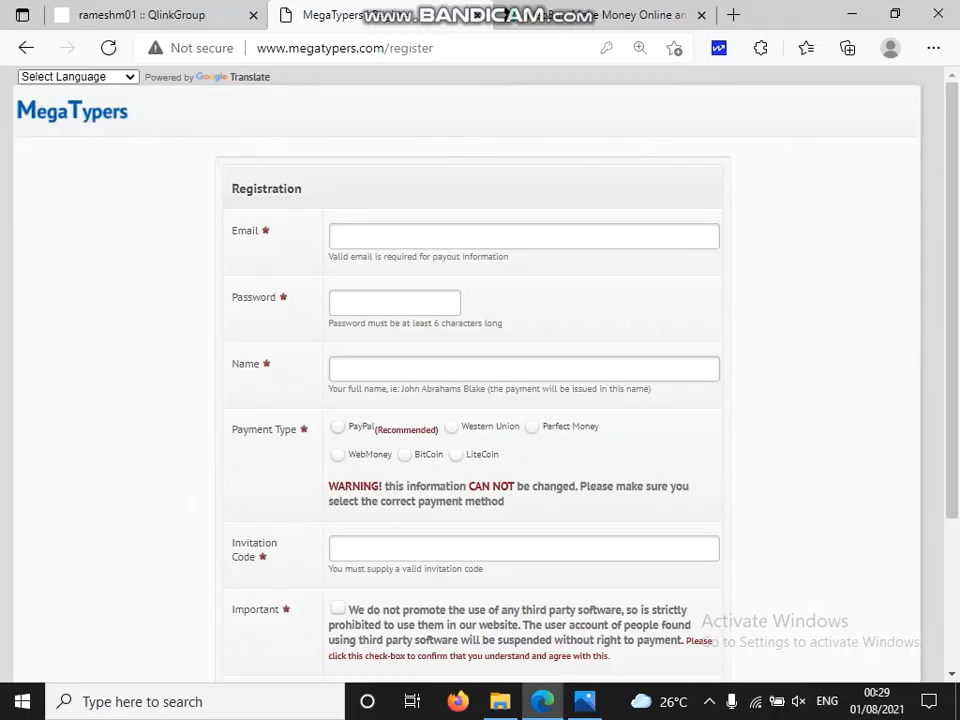 rameshm01 :: QlinkGroup
MegaTypers
www.BANDICAM.com
Money Online an
Not secure
www.megatypers.com/register
Select Language
Powered by Google Translate
MegaTypers
Registration
Email *
Valid email is required for payout information
Password *
Password must be at least 6 characters long
Name *
Your full name, ie: John Abrahams Blake (the payment will be issued in this name)
Payment Type *
PayPal(Recommended) Western Union Perfect Money
WebMoney BitCoin LiteCoin
WARNING! this information CAN NOT be changed. Please make sure you
select the correct payment method
Invitation
Code *
You must supply a valid invitation code
Important *
We do not promote the use of any third party software, so is strictly
prohibited to use them in our website. The user account of people found
using third party software will be suspended without right to payment. Please
click this check-box to confirm that you understand and agree with this.
Activate Windows
Go to Settings to activate Windows.
Type here to search
26°C
ENG
00:29
01/08/2021